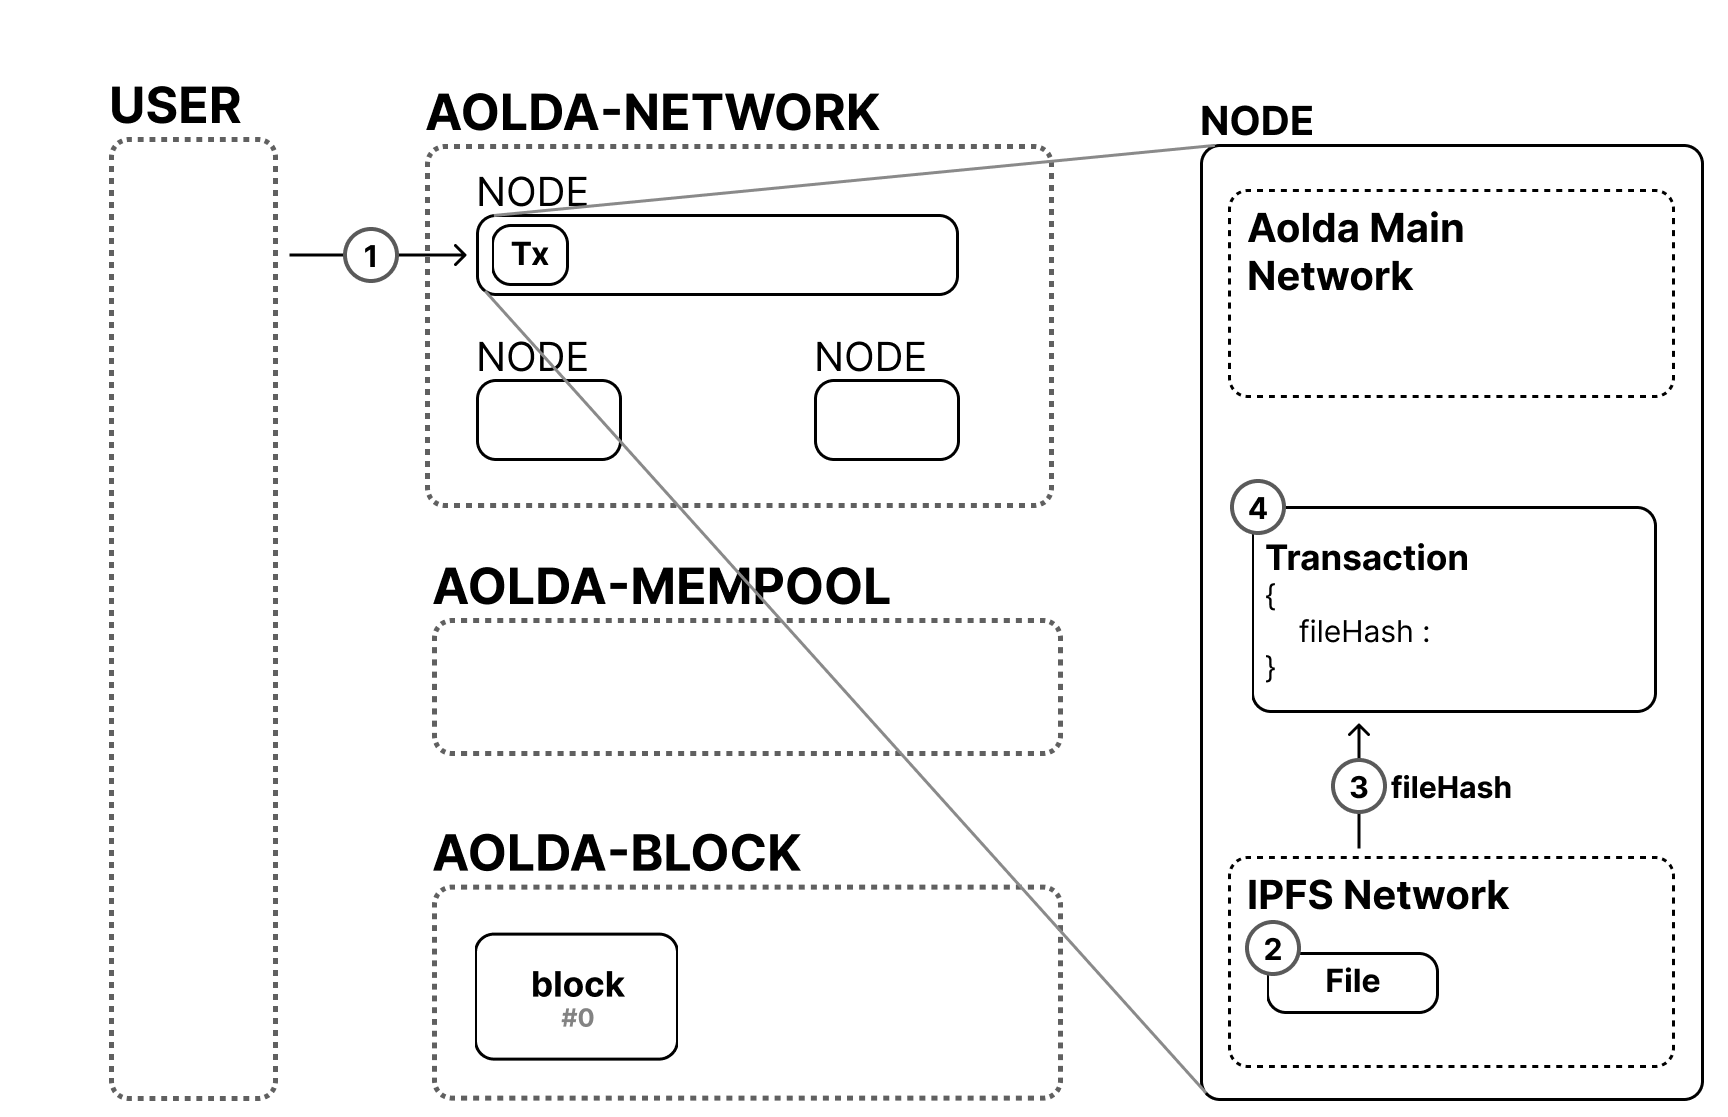 USER
AOLDA-NETWORK
NODE
NODE
Tx
1
Aolda Main
Network
NODE
NODE
4
Transaction
{
fileHash :
}
AOLDA-MEMPOOL
3 fileHash
AOLDA-BLOCK
IPFS Network
2
File
block
#0